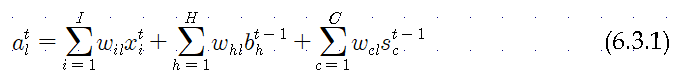 a_l^t = \sum_{i=1}^{I} w_{il} x_i^t + \sum_{h=1}^{H} w_{hl} b_h^{t-1} + \sum_{c=1}^{C} w_{cl} s_c^{t-1} (6.3.1)